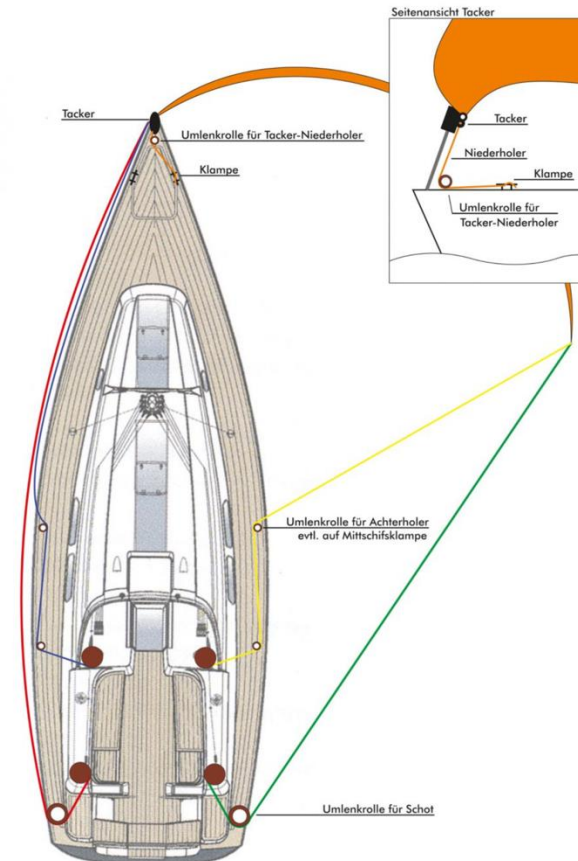 Seitenansicht Tacker
Tacker
Niederholer
Klampe
Umlenkrolle für
Tacker-Niederholer
Tacker
Umlenkrolle für Tacker-Niederholer
Klampe
Umlenkrolle für Achterholer
evtl. auf Mittschifsklampe
Umlenkrolle für Schot